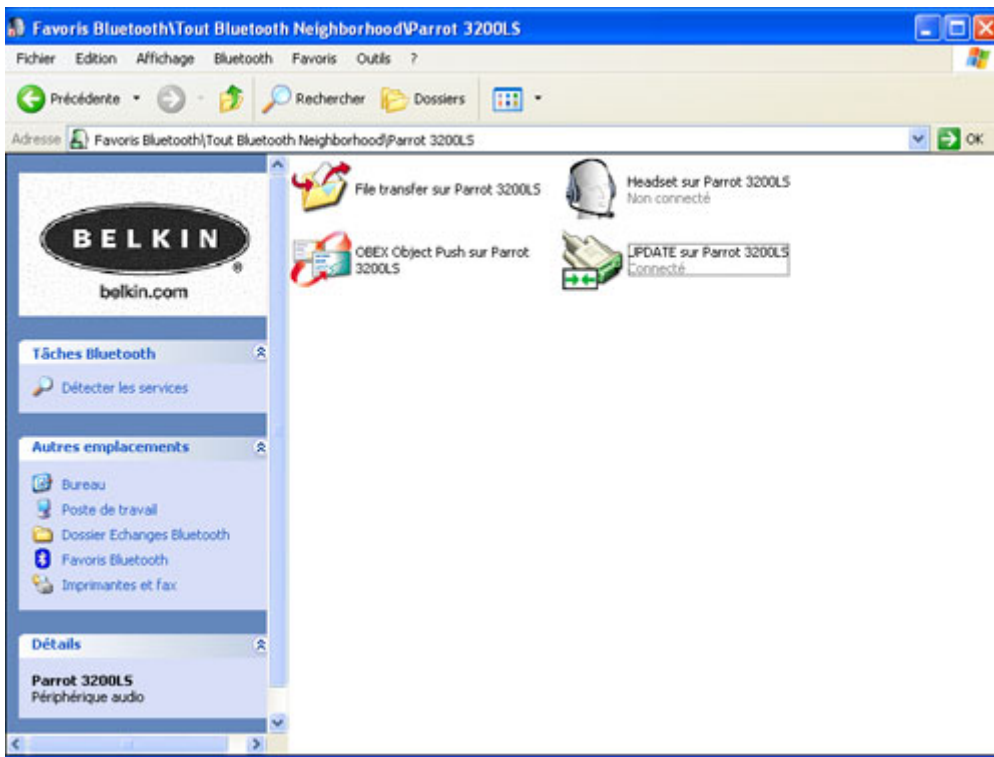 Favoris Bluetooth\Tout Bluetooth Neighborhood\Parrot 3200LS
Fichier Edition Affichage Bluetooth Favoris Outils ?
Précédente Rechercher Dossiers
Adresse Favoris Bluetooth\Tout Bluetooth Neighborhood\Parrot 3200LS OK
BELKIN
®
belkin.com
Tâches Bluetooth
Détecter les services
Autres emplacements
Bureau
Poste de travail
Dossier Echanges Bluetooth
Favoris Bluetooth
Imprimantes et fax
Détails
Parrot 3200LS
Périphérique audio
File transfer sur Parrot 3200LS
Headset sur Parrot 3200LS
Non connecté
OBEX Object Push sur Parrot
3200LS
UPDATE sur Parrot 3200LS
Connecté